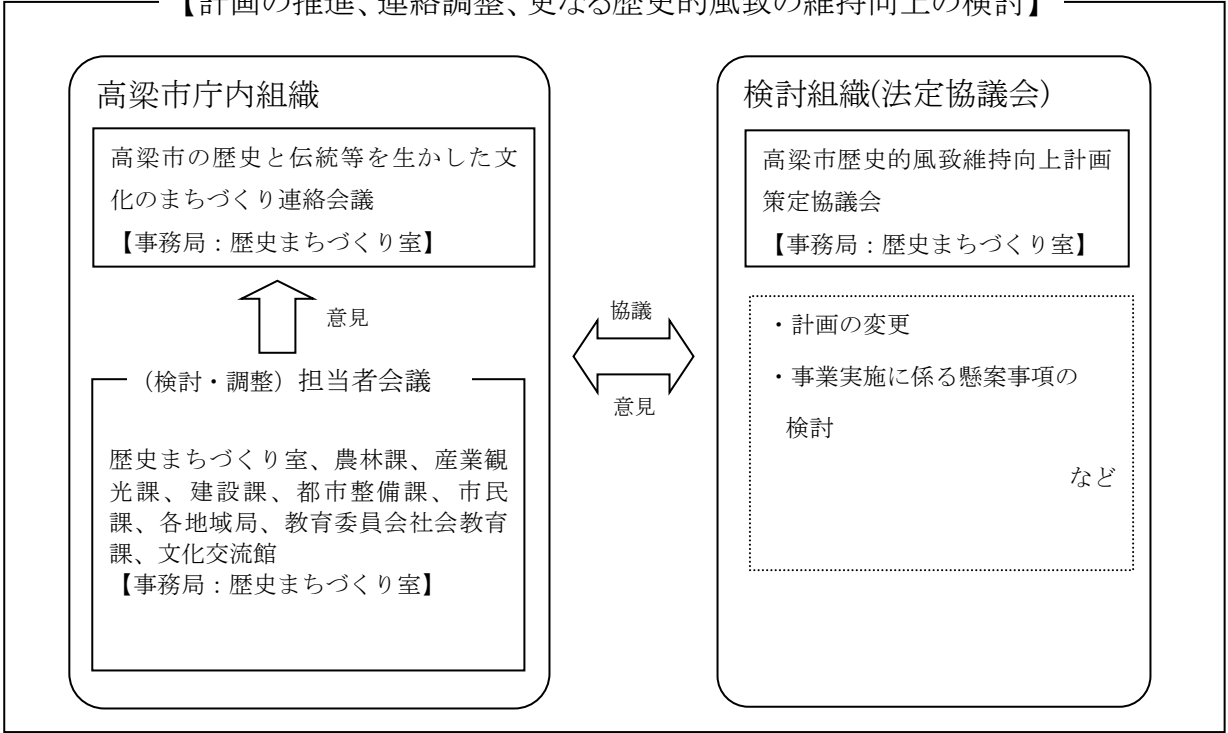 【計画の推進、連絡調整、更なる歴史的風致の維持向上の検討】
高梁市庁内組織
高梁市の歴史と伝統等を生かした文
化のまちづくり連絡会議
【事務局：歴史まちづくり室】
意見
（検討・調整）担当者会議
歴史まちづくり室、農林課、産業観
光課、建設課、都市整備課、市民
課、各地域局、教育委員会社会教育
課、文化交流館
【事務局：歴史まちづくり室】
協議
意見
検討組織(法定協議会)
高梁市歴史的風致維持向上計画
策定協議会
【事務局：歴史まちづくり室】
・計画の変更
・事業実施に係る懸案事項の
検討
など